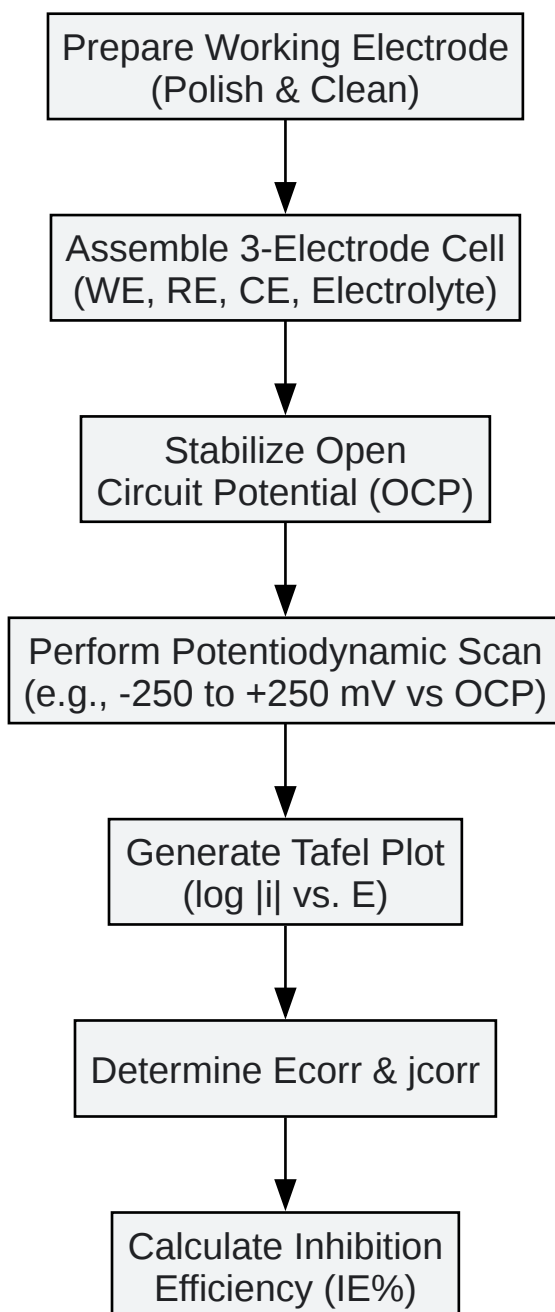 Prepare Working Electrode
(Polish & Clean)
Assemble 3-Electrode Cell
(WE, RE, CE, Electrolyte)
Stabilize Open
Circuit Potential (OCP)
Perform Potentiodynamic Scan
(e.g., -250 to +250 mV vs OCP)
Generate Tafel Plot
(log |i| vs. E)
Determine Ecorr & jcorr
Calculate Inhibition
Efficiency (IE%)